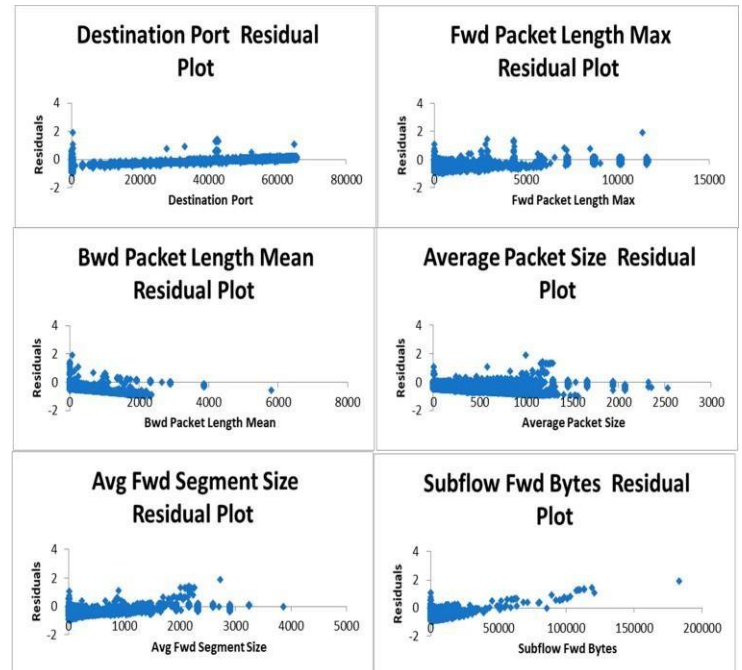 Destination Port Residual
Plot
4
2
0
-2
Residuals
0 20000 40000 60000 80000
Destination Port
Fwd Packet Length Max
Residual Plot
4
2
0
-2
Residuals
0 5000 10000 15000
Fwd Packet Length Max
Bwd Packet Length Mean
Residual Plot
4
2
0
-2
Residuals
0 2000 4000 6000 8000
Bwd Packet Length Mean
Average Packet Size Residual
Plot
4
2
0
-2
Residuals
0 500 1000 1500 2000 2500 3000
Average Packet Size
Avg Fwd Segment Size
Residual Plot
4
2
0
-2
Residuals
0 1000 2000 3000 4000 5000
Avg Fwd Segment Size
Subflow Fwd Bytes Residual
Plot
4
2
0
-2
Residuals
0 50000 100000 150000 200000
Subflow Fwd Bytes